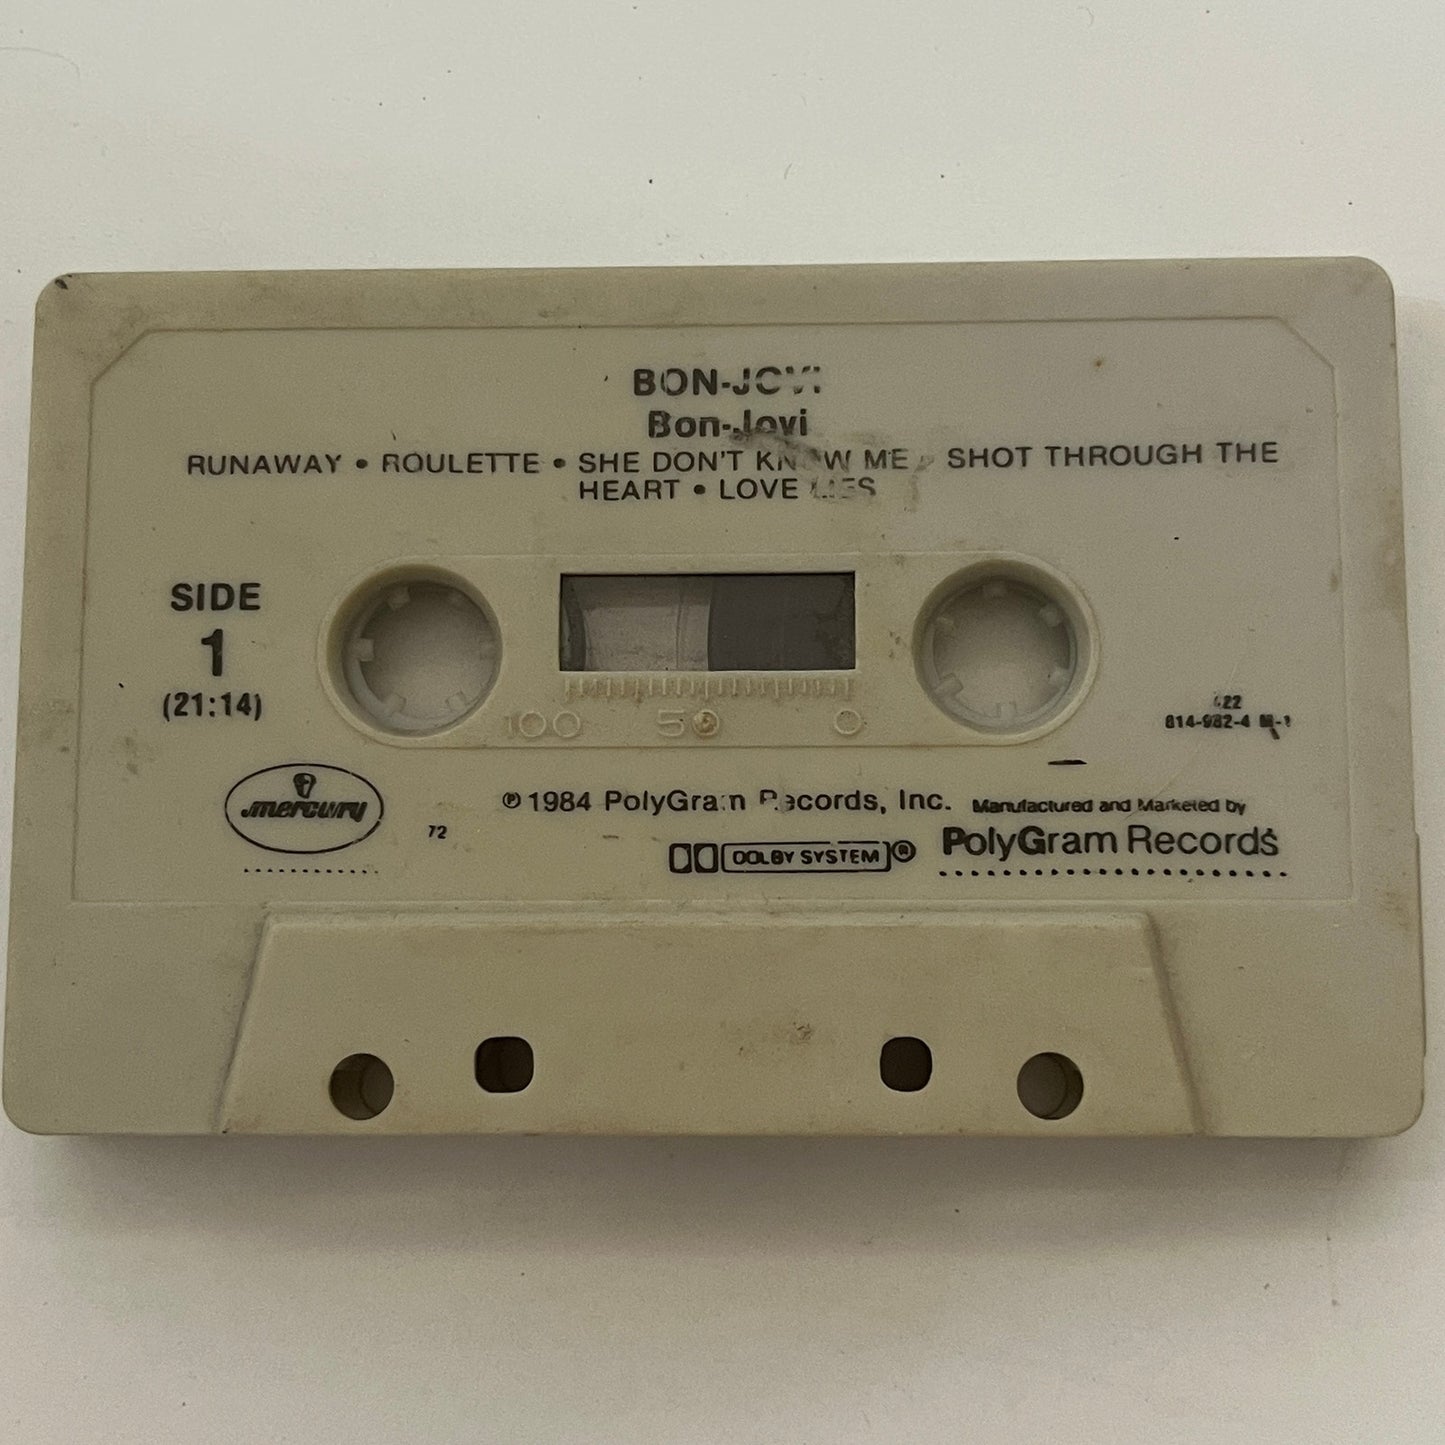 BON-JOVI
Bon-Jovi
RUNAWAY • ROULETTE • SHE DON'T KNOW ME • SHOT THROUGH THE
HEART • LOVE LIES
SIDE
1
(21:14)
100 50 0
422
814-982-4 M-1
mercury
72
℗ 1984 PolyGram Records, Inc.
Manufactured and Marketed by
PolyGram Records
DOLBY SYSTEM ®